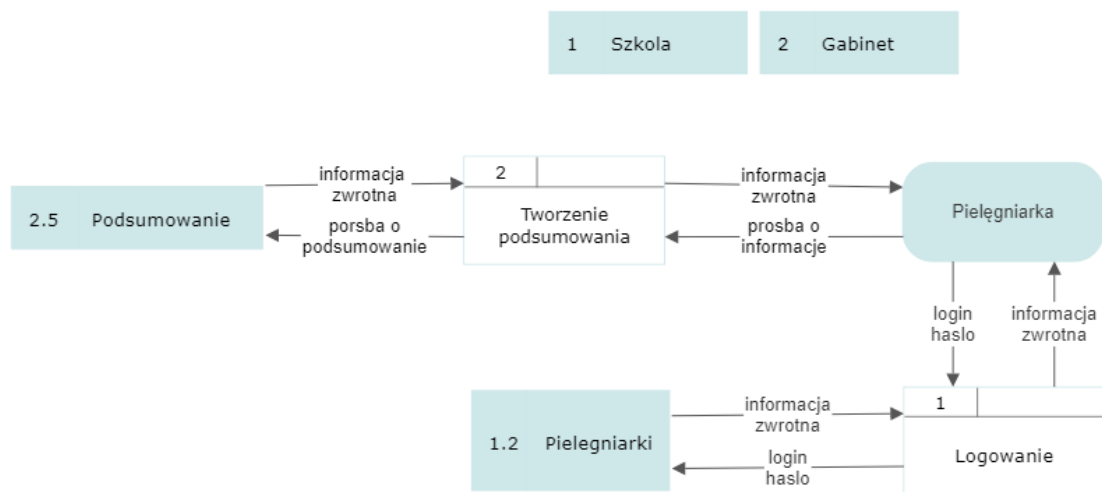 1 Szkola
2 Gabinet
informacja
zwrotna
2
informacja
zwrotna
2.5 Podsumowanie
Tworzenie
podsumowania
Pielęgniarka
porsba o
podsumowanie
prosba o
informacje
login
haslo
informacja
zwrotna
informacja
zwrotna
1
1.2 Pielegniarki
Logowanie
login
haslo